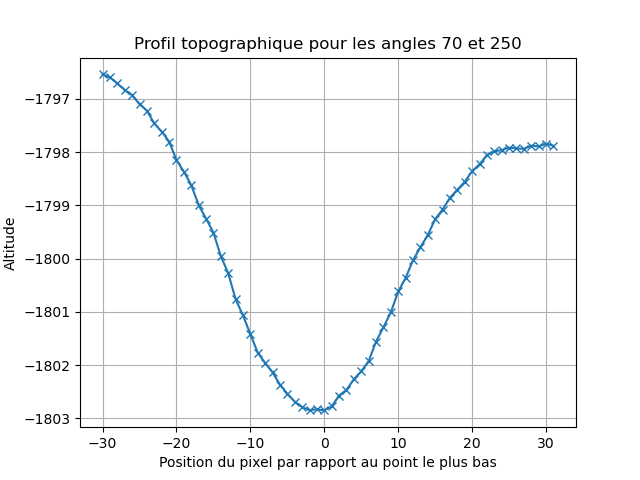 Profil topographique pour les angles 70 et 250
Altitude
−1797
−1798
−1799
−1800
−1801
−1802
−1803
−30 −20 −10 0 10 20 30
Position du pixel par rapport au point le plus bas